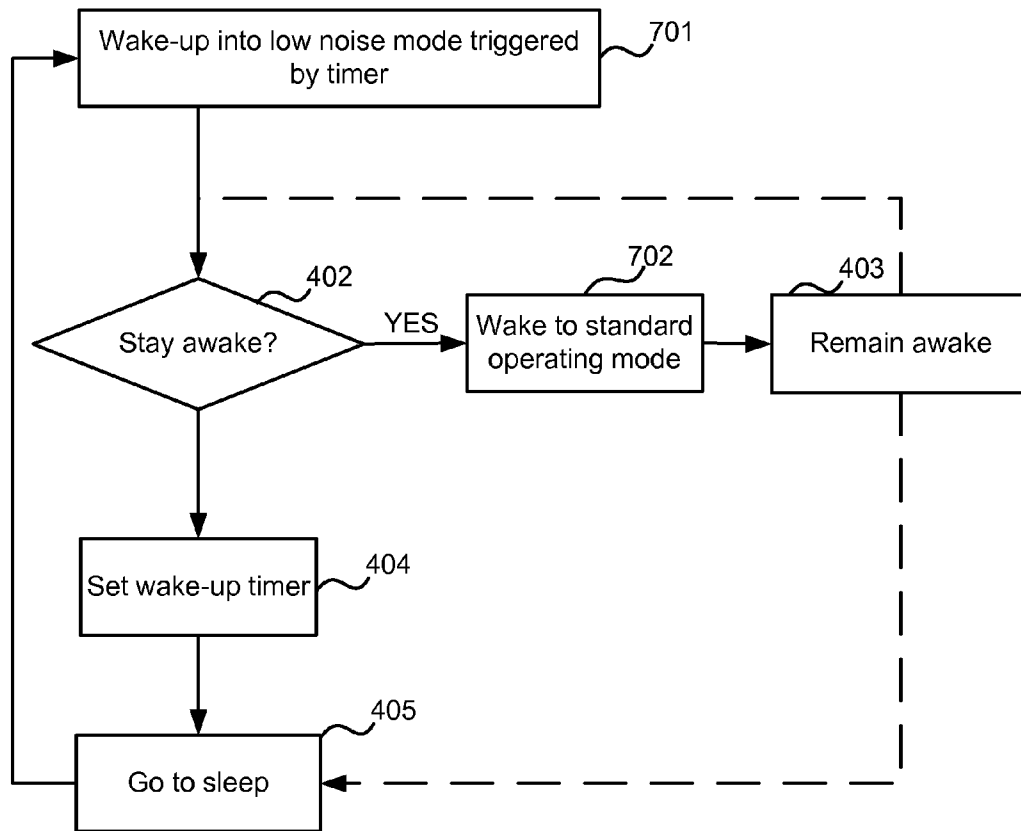 Wake-up into low noise mode triggered
by timer
701
402
Stay awake?
YES
702
Wake to standard
operating mode
403
Remain awake
Set wake-up timer
404
405
Go to sleep